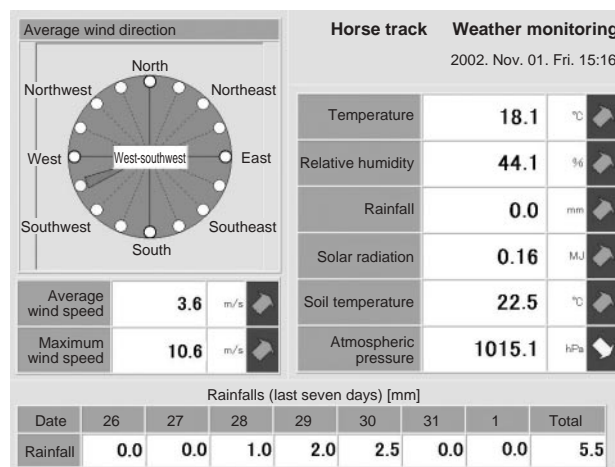 Average wind direction
North
Northwest
Northeast
West
West-southwest
East
Southwest
Southeast
South
Average
wind speed
3.6
m/s
Maximum
wind speed
10.6
m/s
Horse track Weather monitoring
2002. Nov. 01. Fri. 15:16
Temperature 18.1 °C
Relative humidity 44.1 %
Rainfall 0.0 mm
Solar radiation 0.16 MJ
Soil temperature 22.5 °C
Atmospheric
pressure
1015.1 hPa
Rainfalls (last seven days) [mm]
Date 26 27 28 29 30 31 1 Total
Rainfall 0.0 0.0 1.0 2.0 2.5 0.0 0.0 5.5